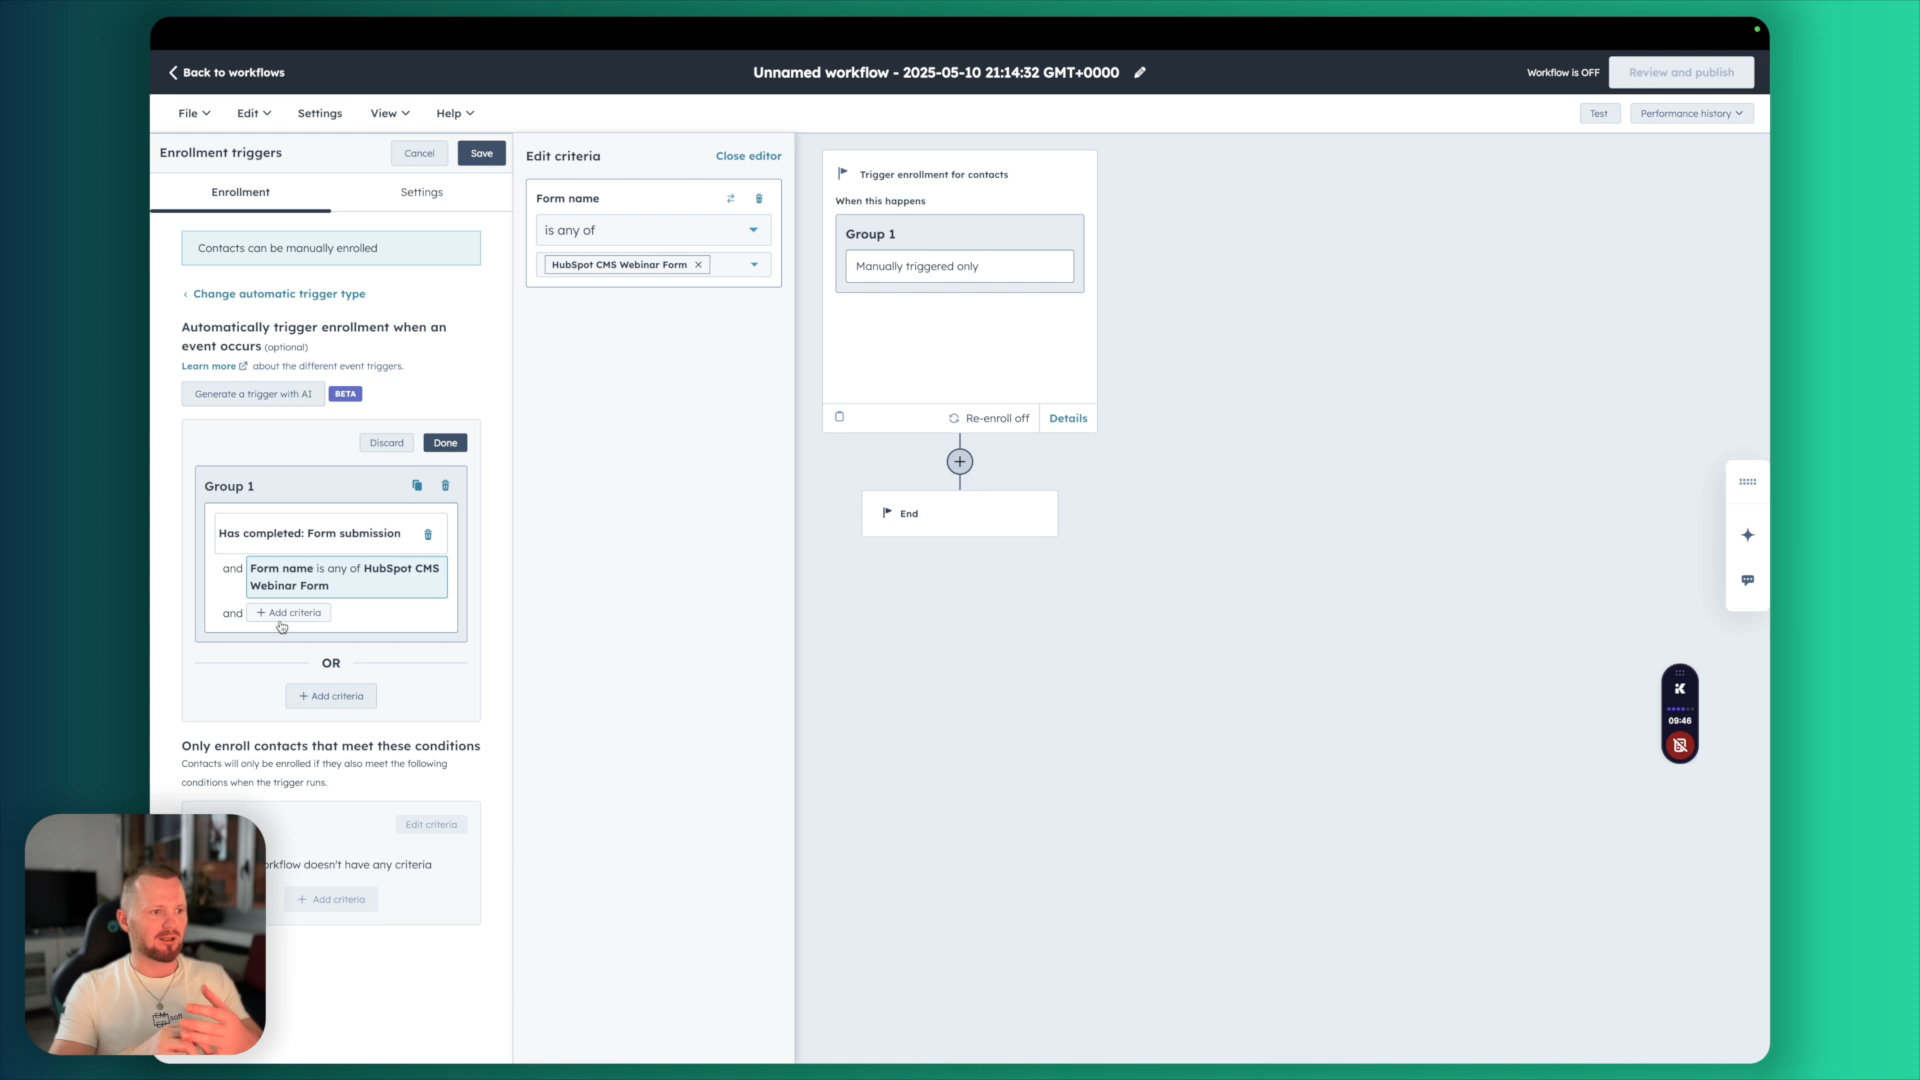 Back to workflows
Unnamed workflow - 2025-05-10 21:14:32 GMT+0000
Workflow is OFF
Review and publish
File
Edit
Settings
View
Help
Test
Performance history
Enrollment triggers
Cancel
Save
Enrollment
Settings
Contacts can be manually enrolled
Change automatic trigger type
Automatically trigger enrollment when an
event occurs (optional)
Learn more about the different event triggers.
Generate a trigger with AI
BETA
Discard
Done
Group 1
Has completed: Form submission
and
Form name is any of HubSpot CMS
Webinar Form
and
+ Add criteria
OR
+ Add criteria
Only enroll contacts that meet these conditions
Contacts will only be enrolled if they also meet the following
conditions when the trigger runs.
Edit criteria
workflow doesn't have any criteria
+ Add criteria
Edit criteria
Close editor
Form name
is any of
HubSpot CMS Webinar Form
Trigger enrollment for contacts
When this happens
Group 1
Manually triggered only
Re-enroll off
Details
End
09:46